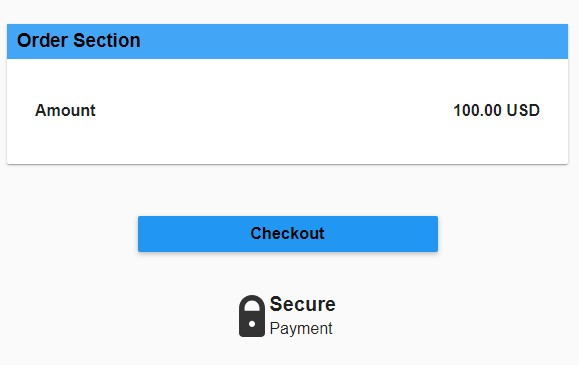 Order Section
Amount 100.00 USD
Checkout
Secure
Payment